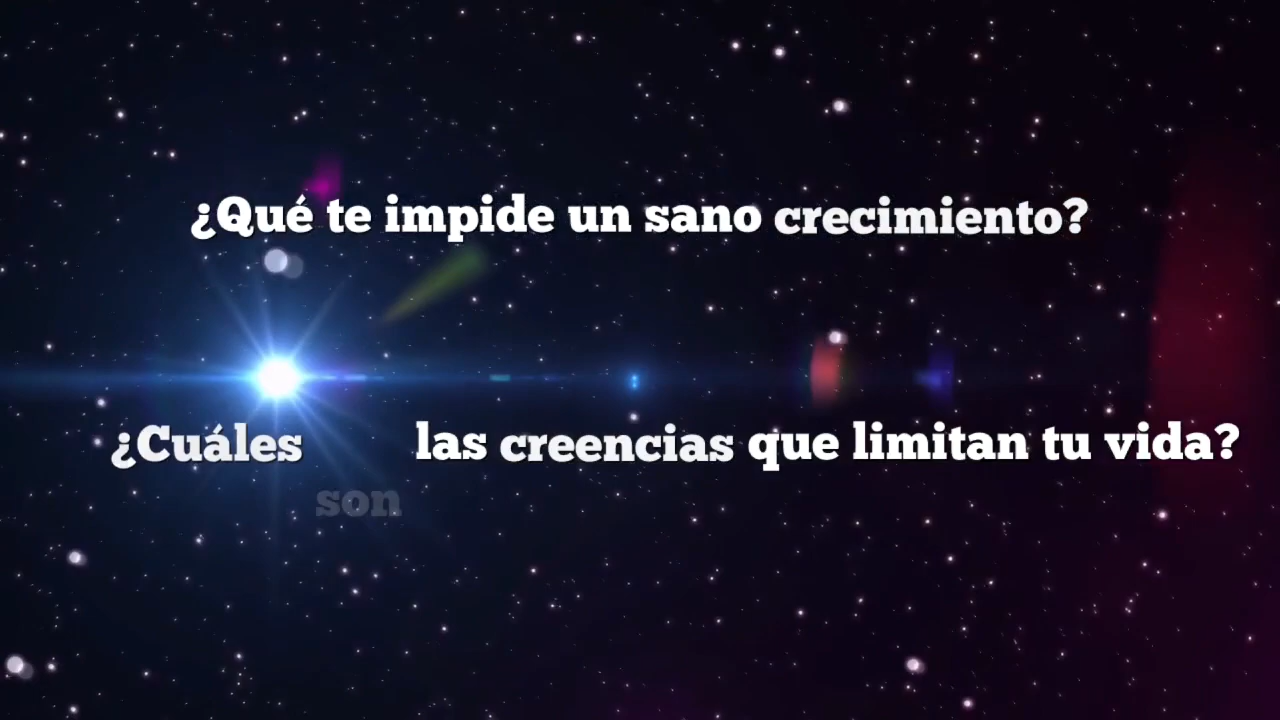 ¿Qué te impide un sano crecimiento?
¿Cuáles son las creencias que limitan tu vida?